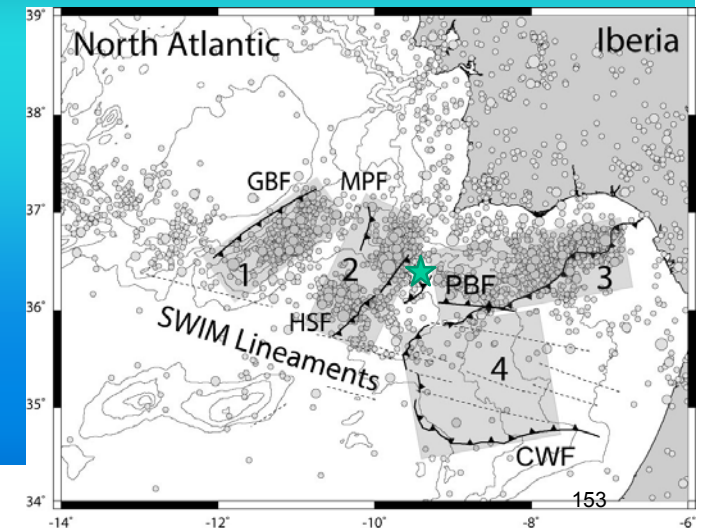 39°
North Atlantic
Iberia
38°
GBF
MPF
37°
1
2
PBF
3
36°
HSF
SWIM Lineaments
4
35°
CWF
153
34°
-14°
-12°
-10°
-8°
-6°